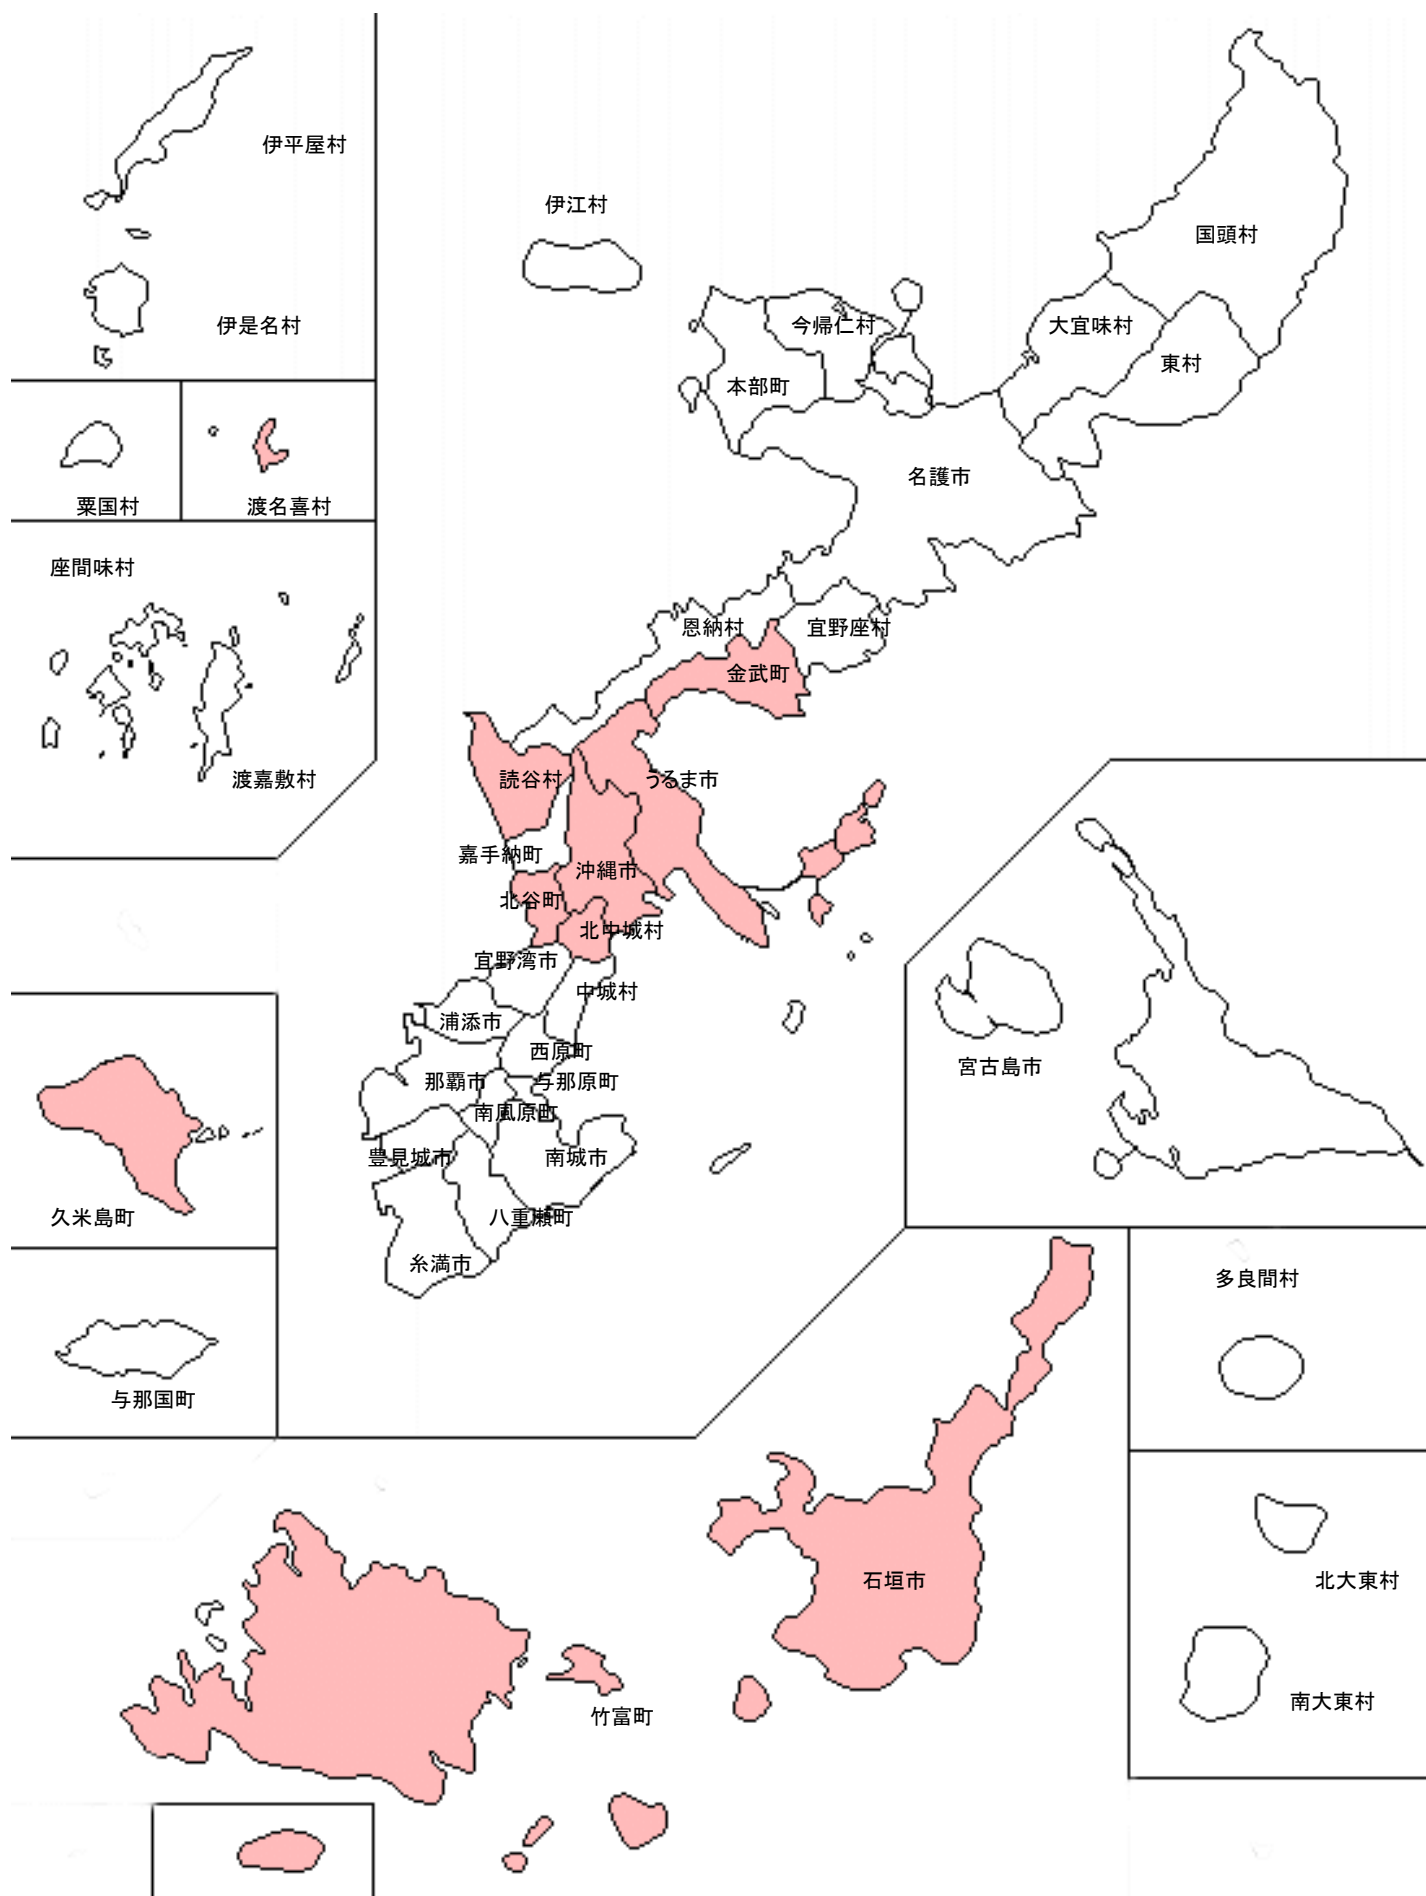 伊平屋村
伊江村
国頭村
伊是名村
今帰仁村
大宜味村
東村
本部町
名護市
粟国村
渡名喜村
座間味村
恩納村
宜野座村
金武町
渡嘉敷村
読谷村
うるま市
嘉手納町
沖縄市
北谷町
北中城村
宜野湾市
中城村
浦添市
西原町
那覇市
与那原町
南風原町
宮古島市
豊見城市
南城市
久米島町
八重瀬町
糸満市
多良間村
与那国町
石垣市
北大東村
竹富町
南大東村